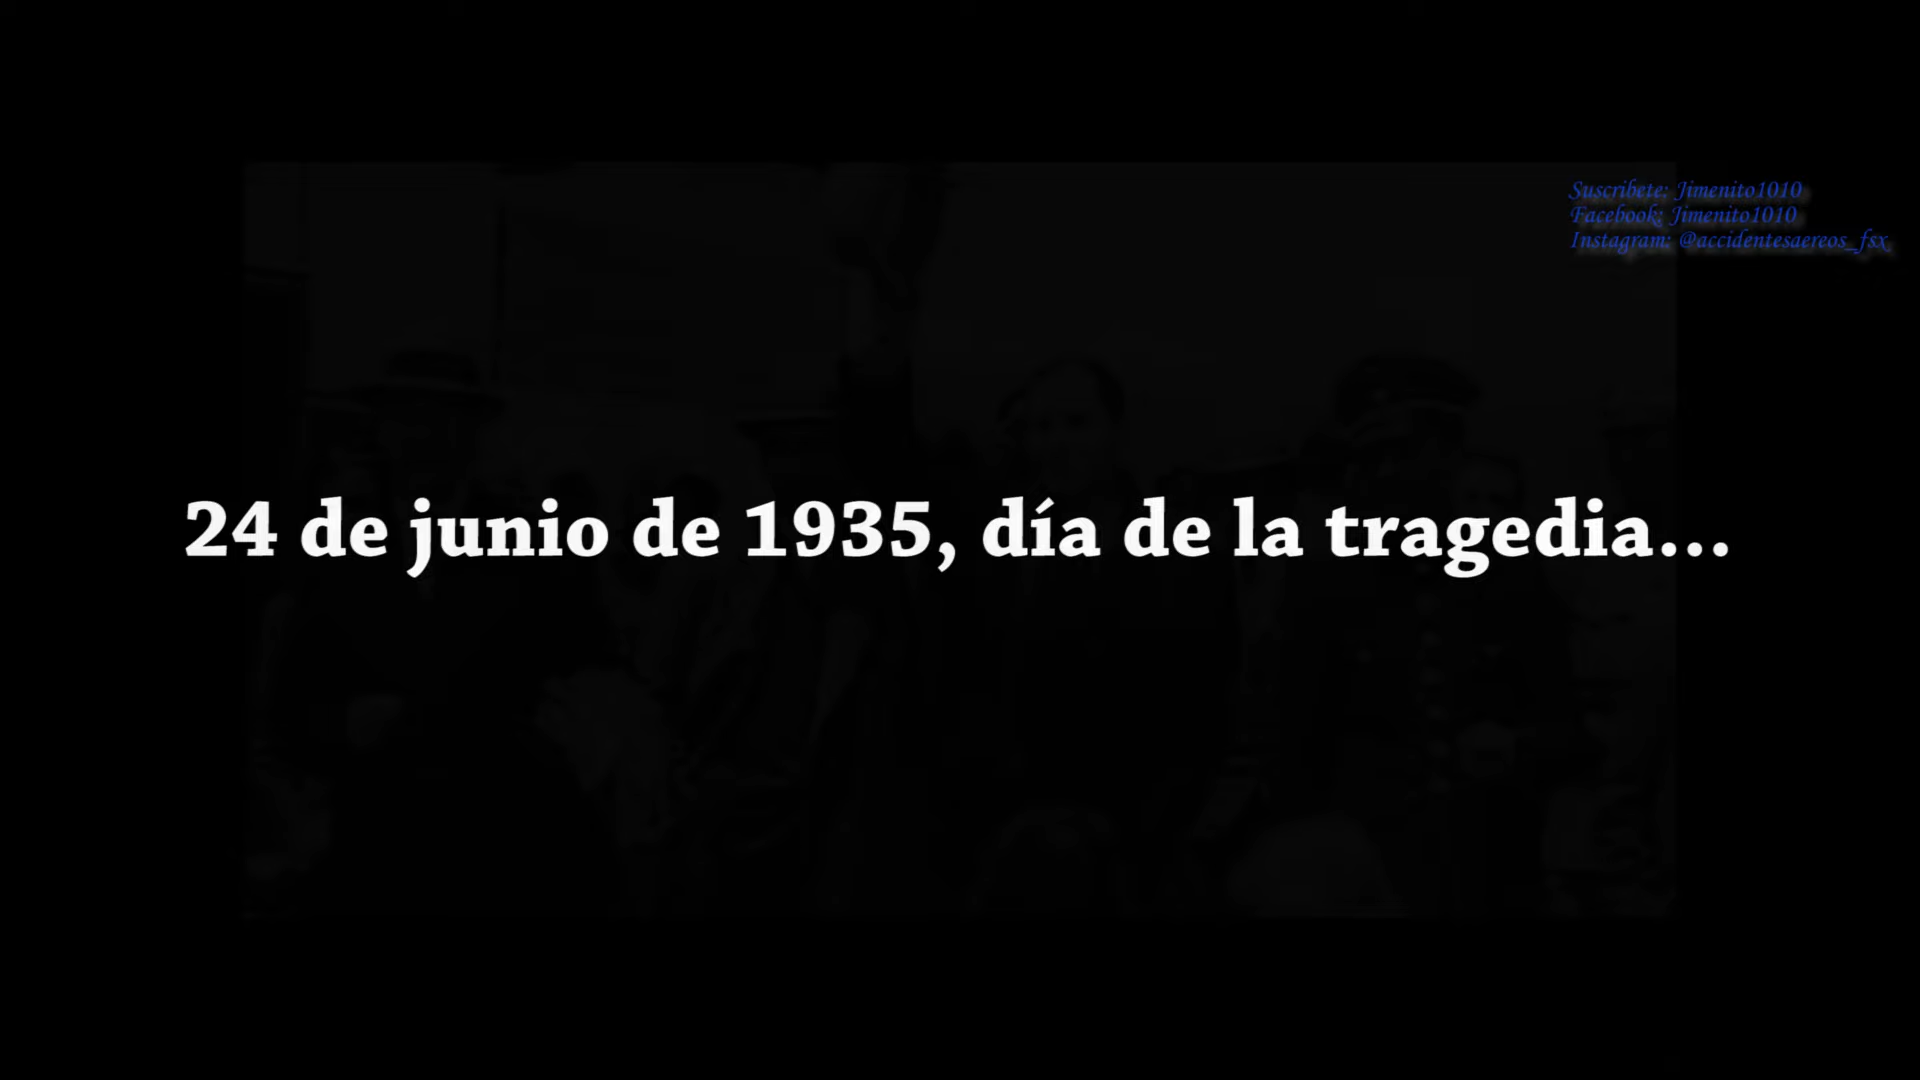 Suscribete: Jimenito1010
Facebook: Jimenito1010
Instagram: @accidentesaereos_fsx
24 de junio de 1935, día de la tragedia...